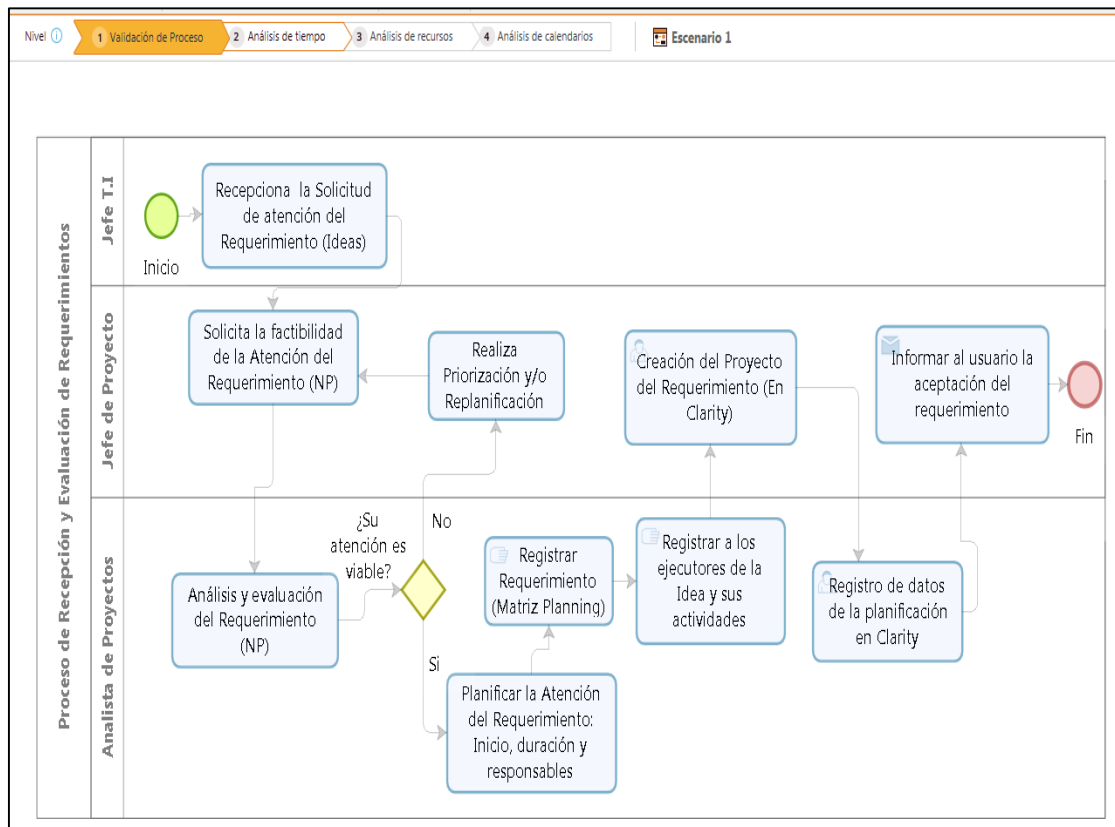 Nivel
1 Validación de Proceso
2 Análisis de tiempo
3 Análisis de recursos
4 Análisis de calendarios
Escenario 1
Proceso de Recepción y Evaluación de Requerimientos
Jefe T.I
Inicio
Recepciona la Solicitud
de atención del
Requerimiento (Ideas)
Jefe de Proyecto
Solicita la factibilidad
de la Atención del
Requerimiento (NP)
Realiza
Priorización y/o
Replanificación
Creación del Proyecto
del Requerimiento (En
Clarity)
Informar al usuario la
aceptación del
requerimiento
Fin
Analista de Proyectos
Análisis y evaluación
del Requerimiento
(NP)
¿Su
atención es
viable?
No
Si
Planificar la Atención
del Requerimiento:
Inicio, duración y
responsables
Registrar
Requerimiento
(Matriz Planning)
Registrar a los
ejecutores de la
Idea y sus
actividades
Registro de datos
de la planificación
en Clarity